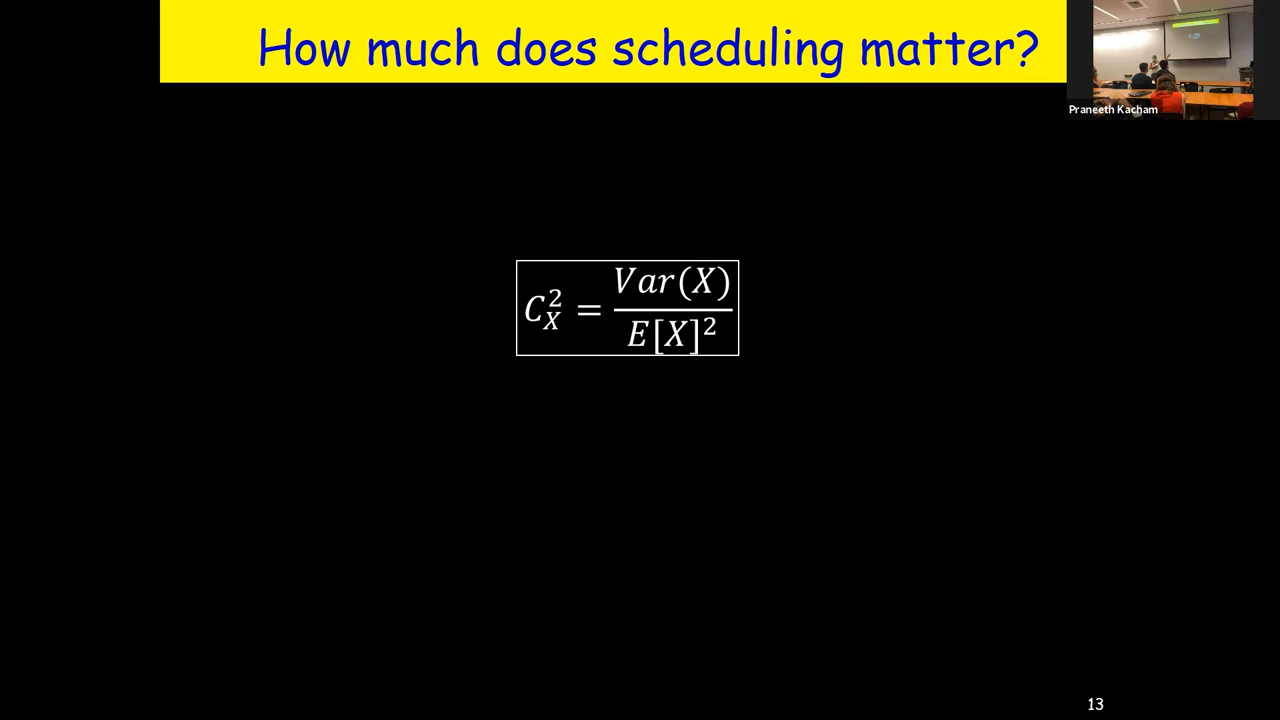 How much does scheduling matter?
Praneeth Kacham
C_X^2 = Var(X) / E[X]^2
13